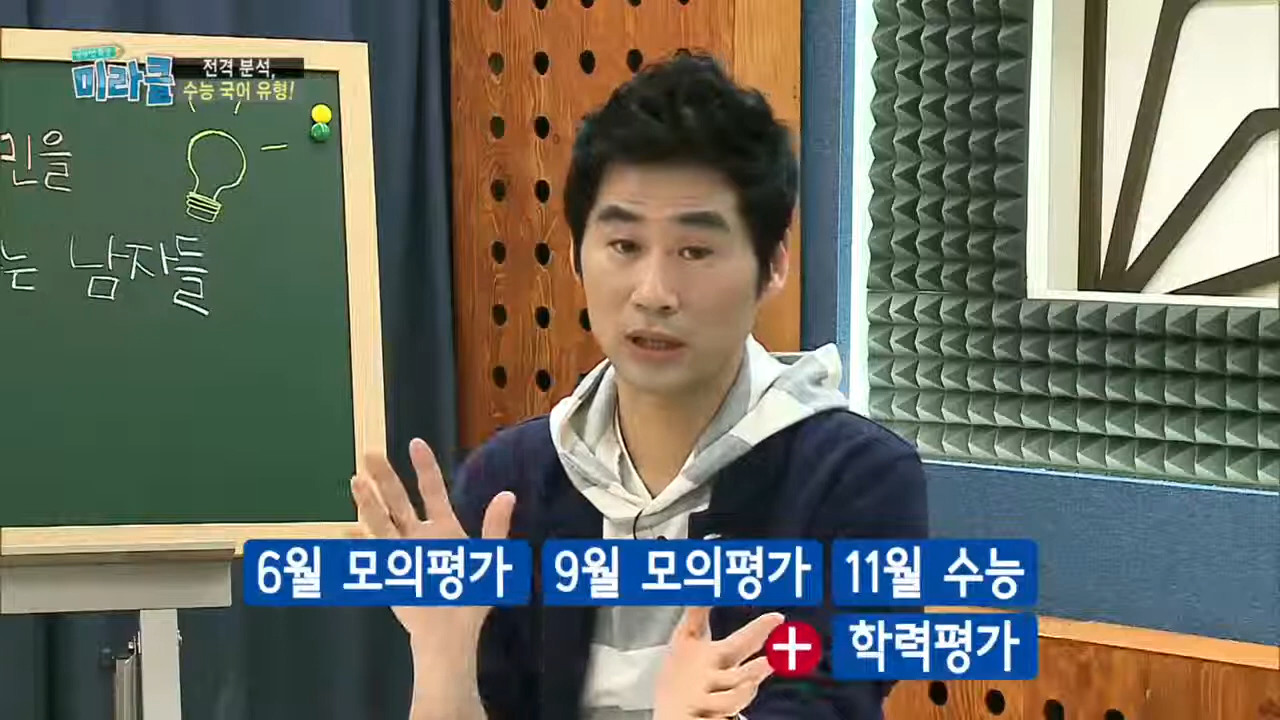 미라클
전격 분석,
수능 국어 유형!
민을
는 남자들
6월 모의평가 9월 모의평가 11월 수능
+ 학력평가